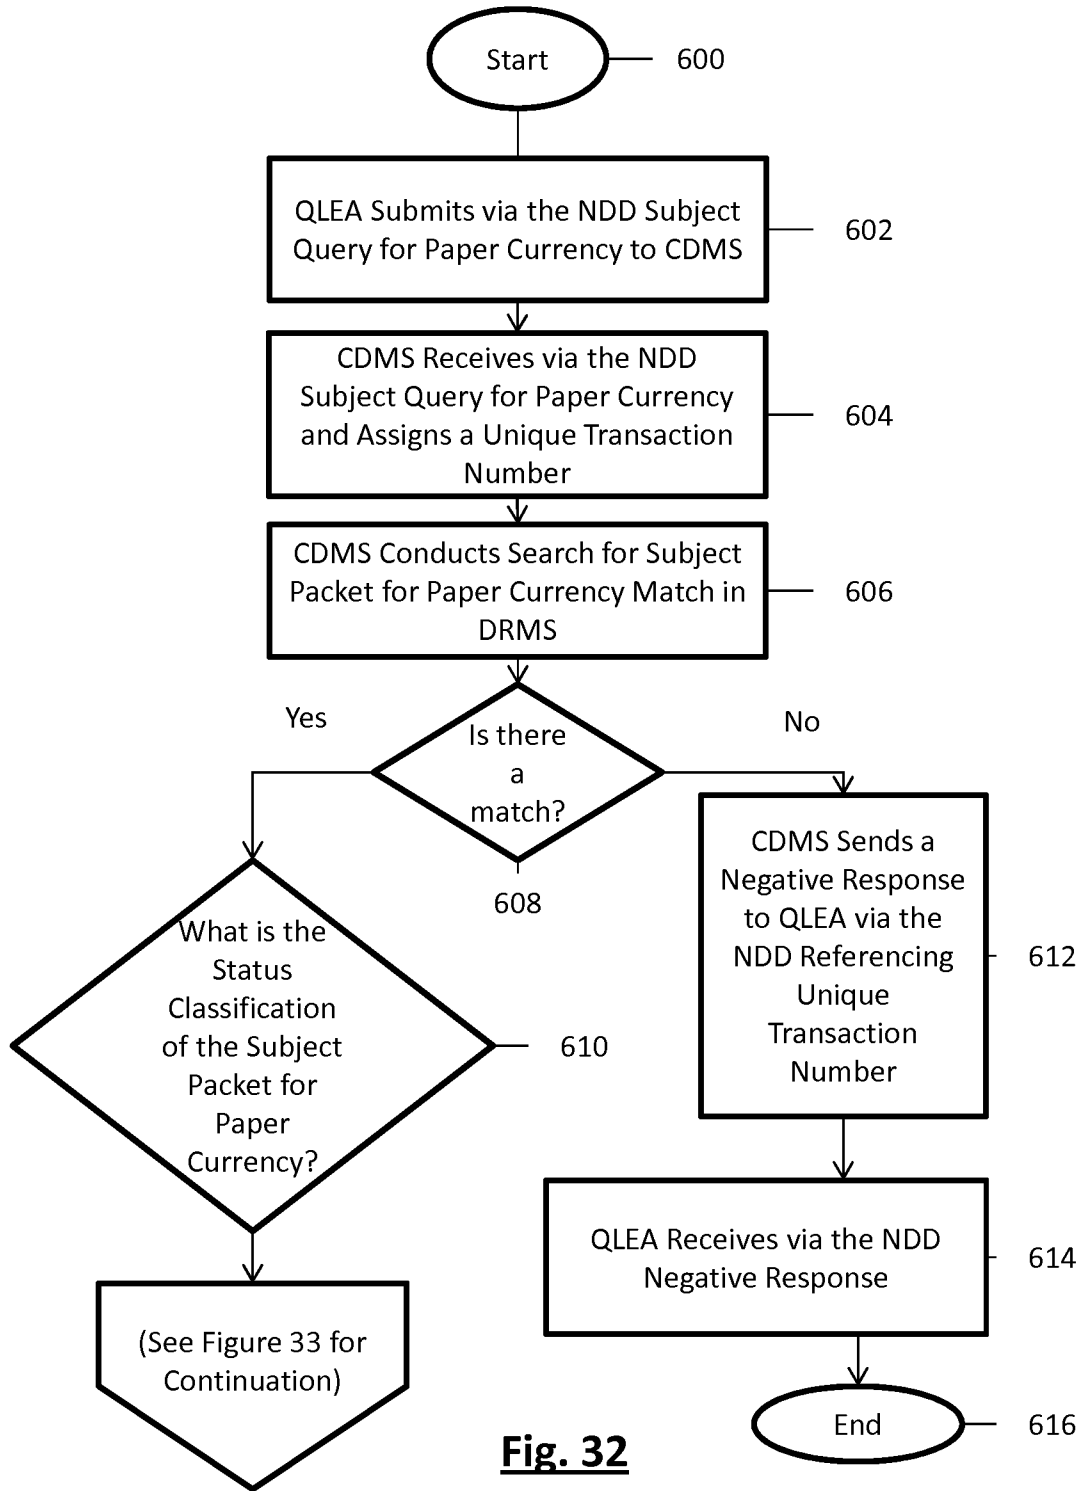 Start
600
QLEA Submits via the NDD Subject
Query for Paper Currency to CDMS
602
CDMS Receives via the NDD
Subject Query for Paper Currency
and Assigns a Unique Transaction
Number
604
CDMS Conducts Search for Subject
Packet for Paper Currency Match in
DRMS
606
Yes
No
Is there
a
match?
608
What is the
Status
Classification
of the Subject
Packet for
Paper
Currency?
610
CDMS Sends a
Negative Response
to QLEA via the
NDD Referencing
Unique
Transaction
Number
612
QLEA Receives via the NDD
Negative Response
614
(See Figure 33 for
Continuation)
End
616
Fig. 32